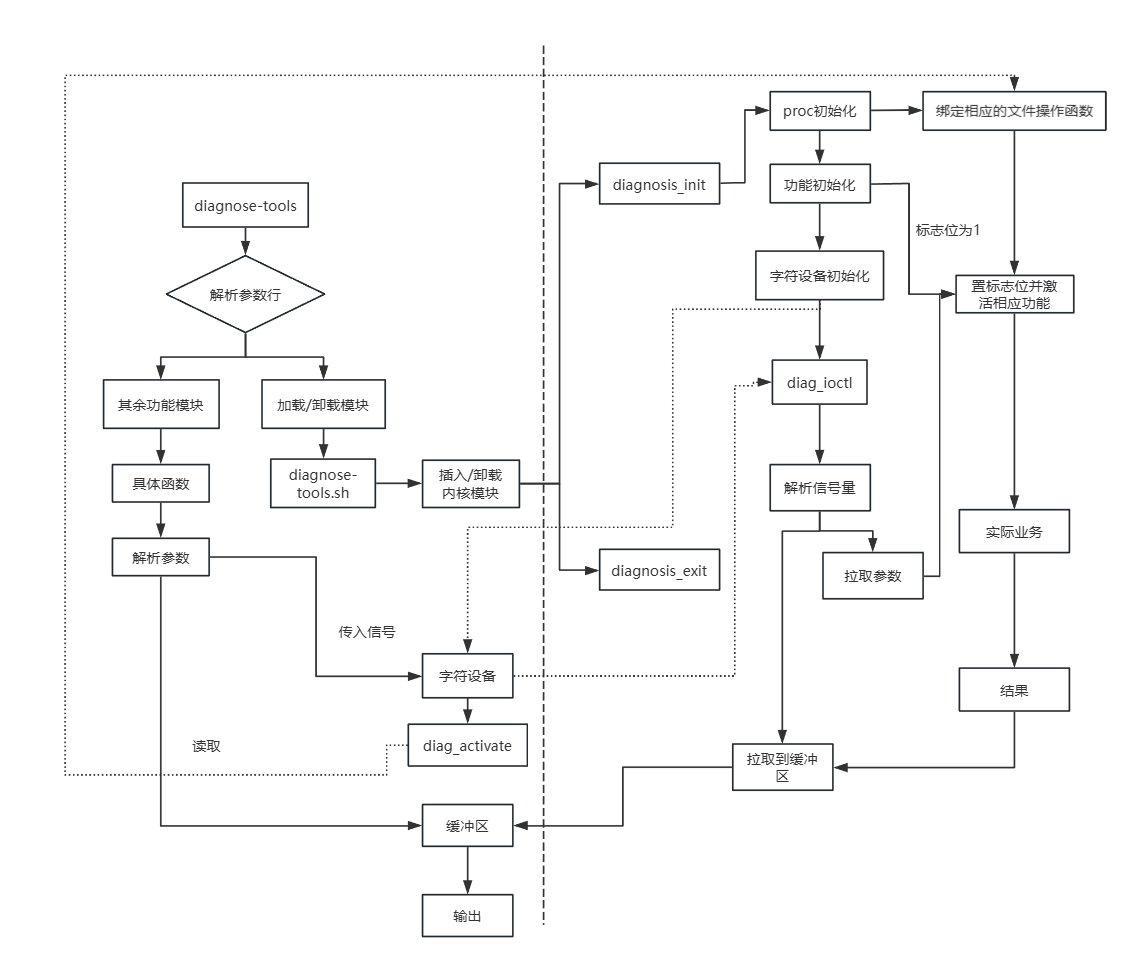 proc初始化
绑定相应的文件操作函数
diagnosis_init
功能初始化
diagnose-tools
标志位为1
字符设备初始化
解析参数行
置标志位并激
活相应功能
diag_ioctl
其余功能模块
加载/卸载模块
具体函数
diagnose-
tools.sh
插入/卸载
内核模块
解析信号量
实际业务
解析参数
diagnosis_exit
拉取参数
传入信号
字符设备
结果
diag_activate
读取
拉取到缓冲
区
缓冲区
输出